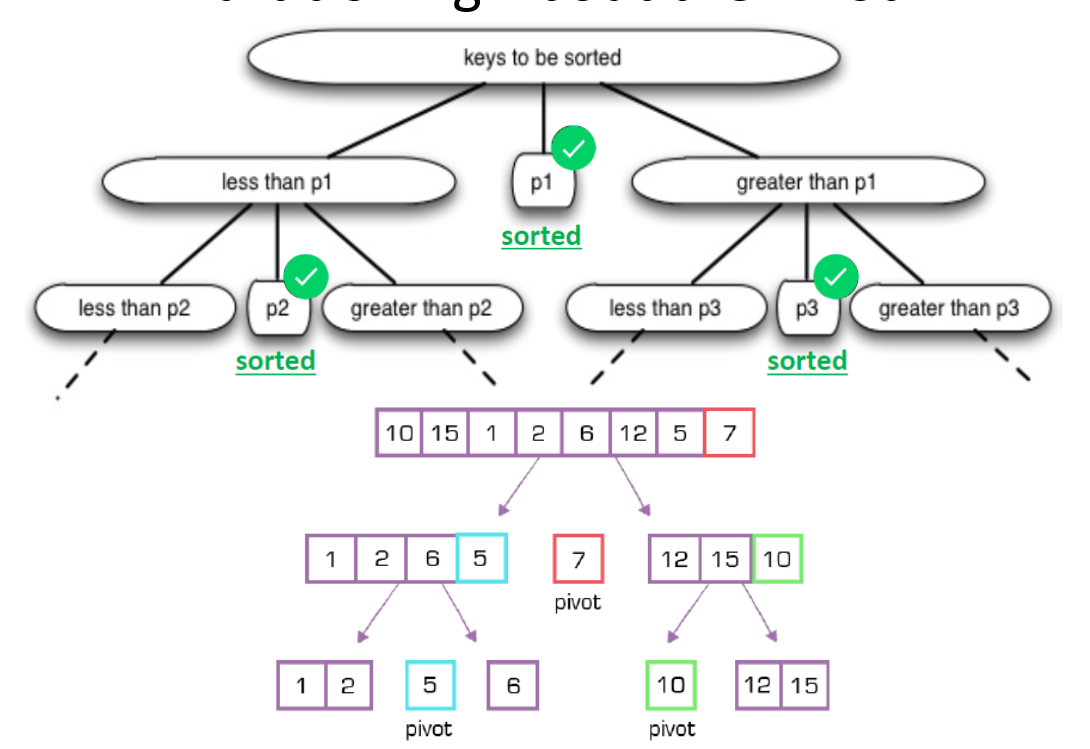 keys to be sorted
less than p1
p1
greater than p1
sorted
less than p2
p2
greater than p2
less than p3
p3
greater than p3
sorted
sorted
10 15 1 2 6 12 5 7
1 2 6 5
7
12 15 10
pivot
1 2
5
6
10
12 15
pivot
pivot